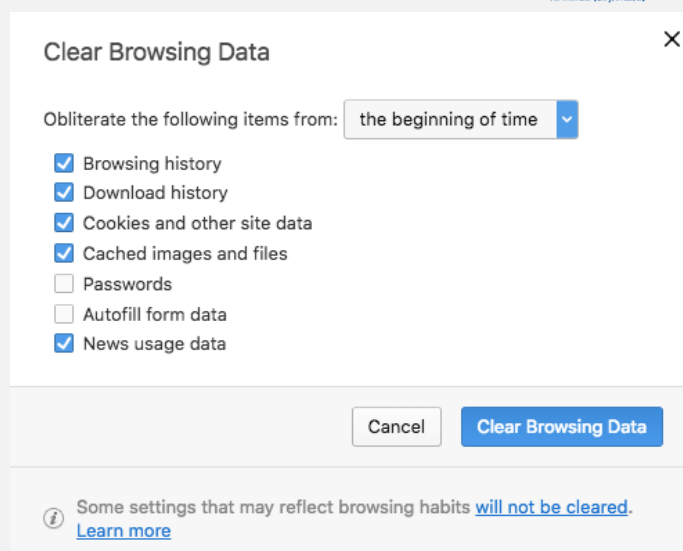 Clear Browsing Data
Obliterate the following items from: the beginning of time
Browsing history
Download history
Cookies and other site data
Cached images and files
Passwords
Autofill form data
News usage data
Cancel Clear Browsing Data
Some settings that may reflect browsing habits will not be cleared.
Learn more